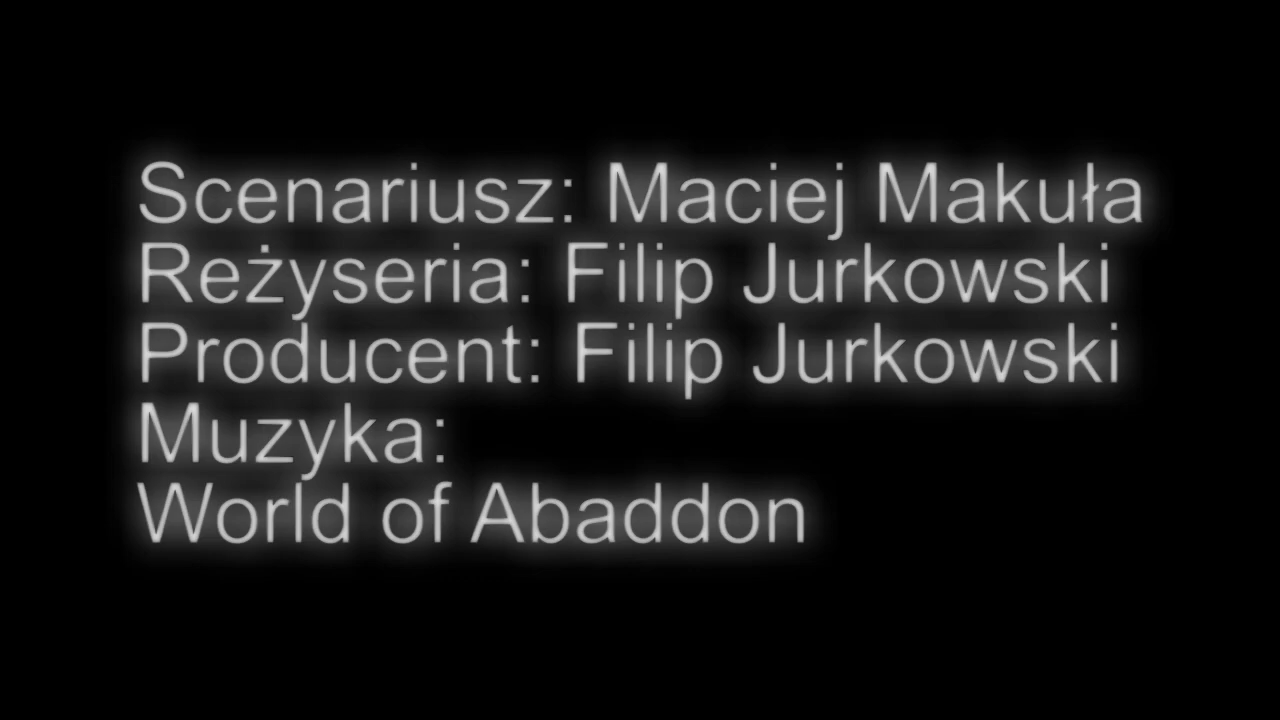 Scenariusz: Maciej Makuła
Reżyseria: Filip Jurkowski
Producent: Filip Jurkowski
Muzyka:
World of Abaddon